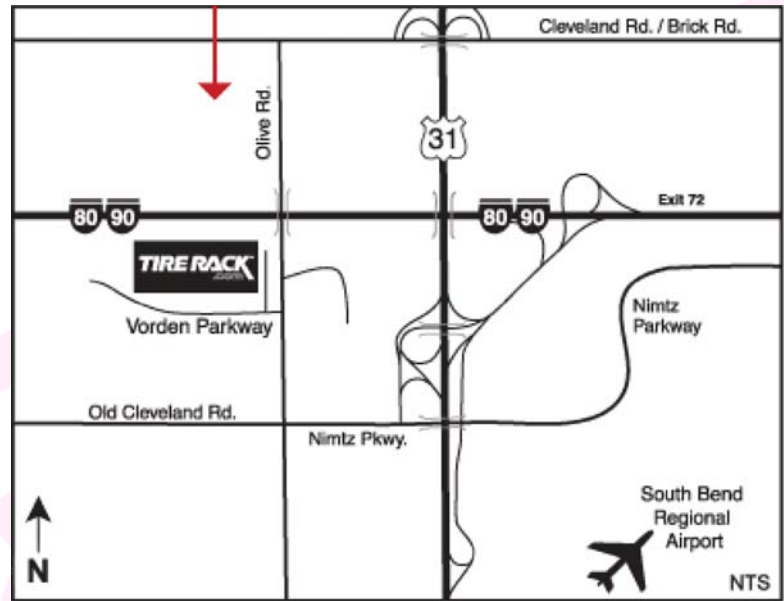 Cleveland Rd. / Brick Rd.
Olive Rd.
31
80 90
80 90
Exit 72
TIRE RACK
.com
Vorden Parkway
Nimtz
Parkway
Old Cleveland Rd.
Nimtz Pkwy.
South Bend
Regional
Airport
N
NTS